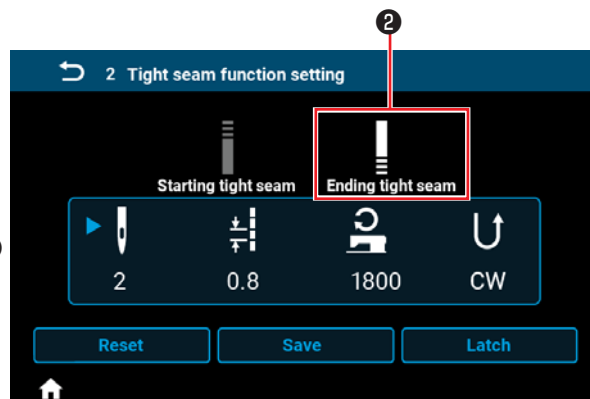 ❷
2 Tight seam function setting
Starting tight seam Ending tight seam
2 0.8 1800 CW
Reset Save Latch